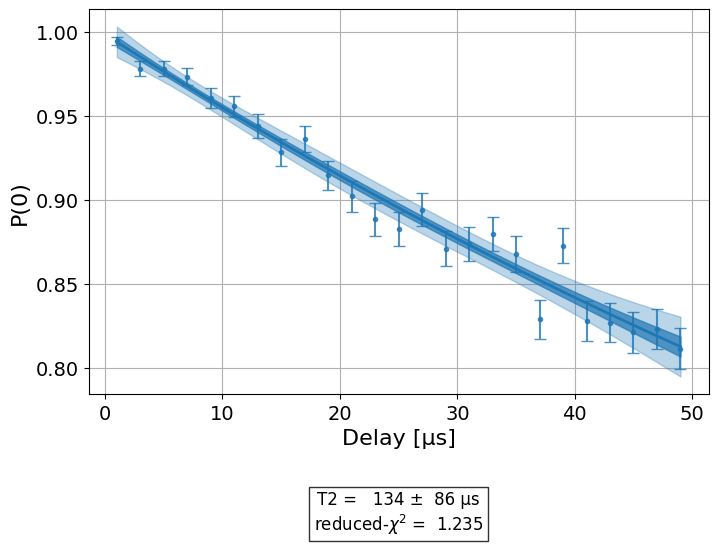 1.00
0.95
0.90
0.85
0.80
P(0)
0 10 20 30 40 50
Delay [µs]
T2 = 134 ± 86 µs
reduced-χ² = 1.235